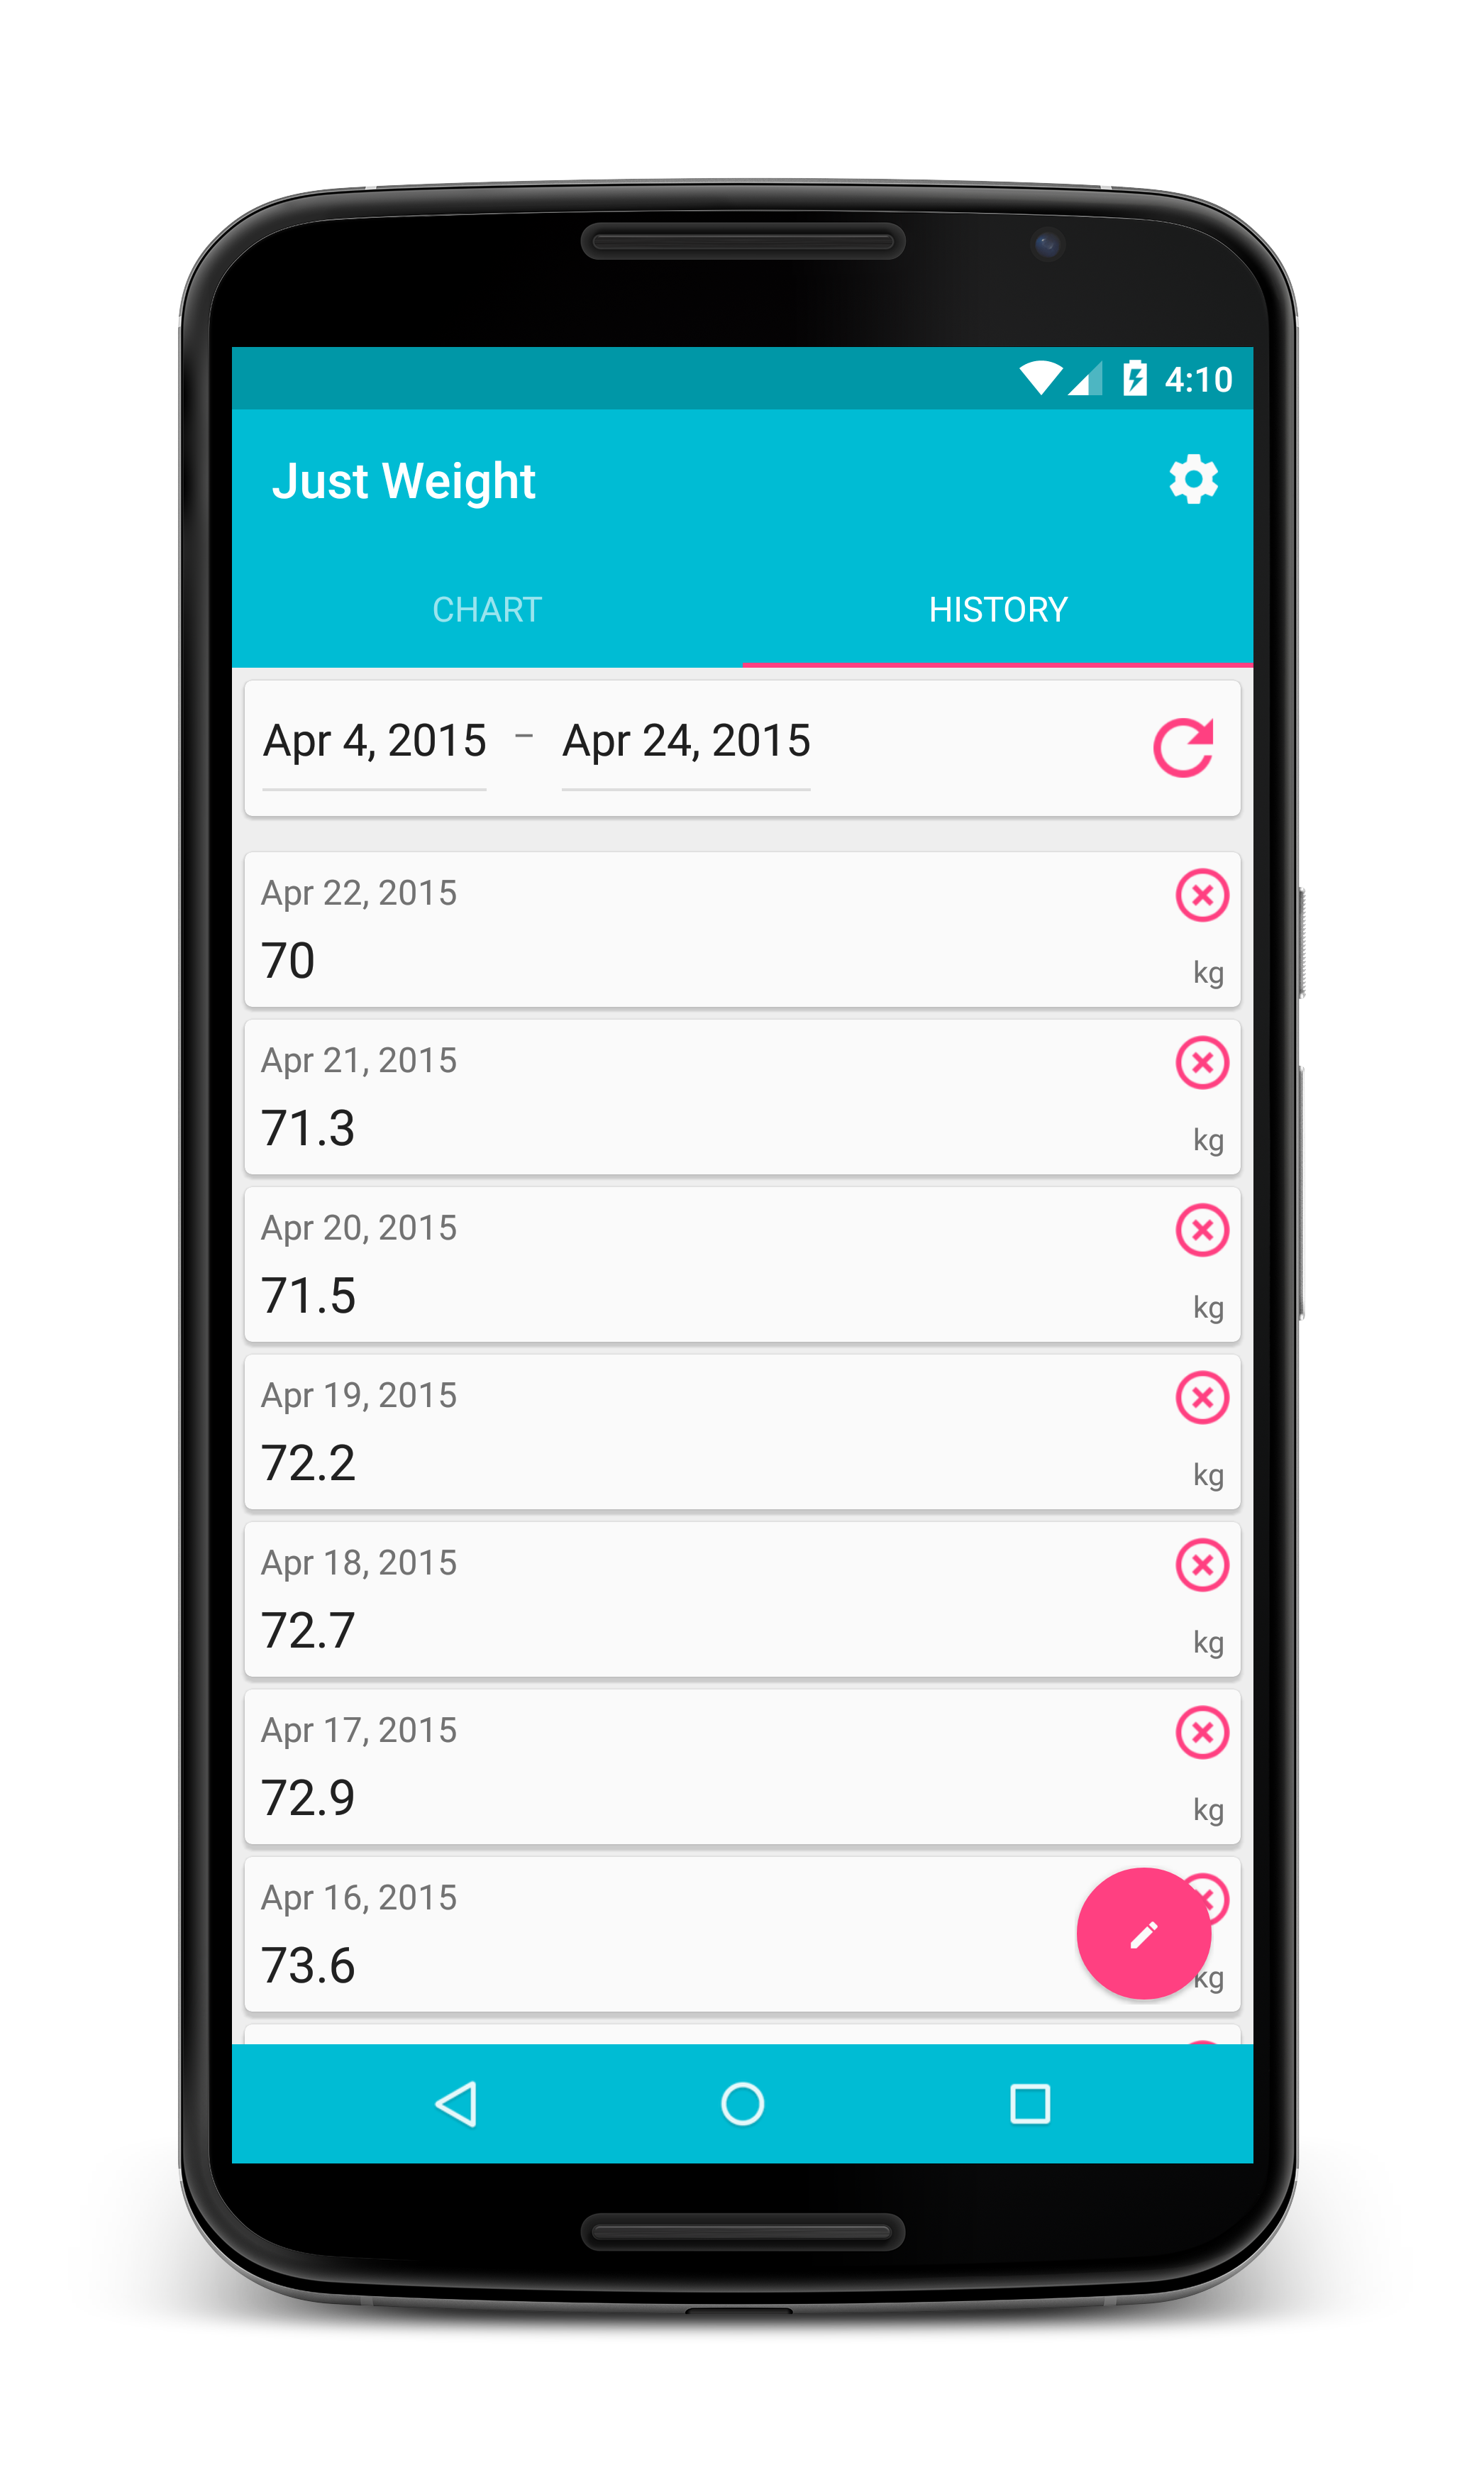 4:10
Just Weight
CHART HISTORY
Apr 4, 2015 – Apr 24, 2015
Apr 22, 2015
70 kg
Apr 21, 2015
71.3 kg
Apr 20, 2015
71.5 kg
Apr 19, 2015
72.2 kg
Apr 18, 2015
72.7 kg
Apr 17, 2015
72.9 kg
Apr 16, 2015
73.6 kg